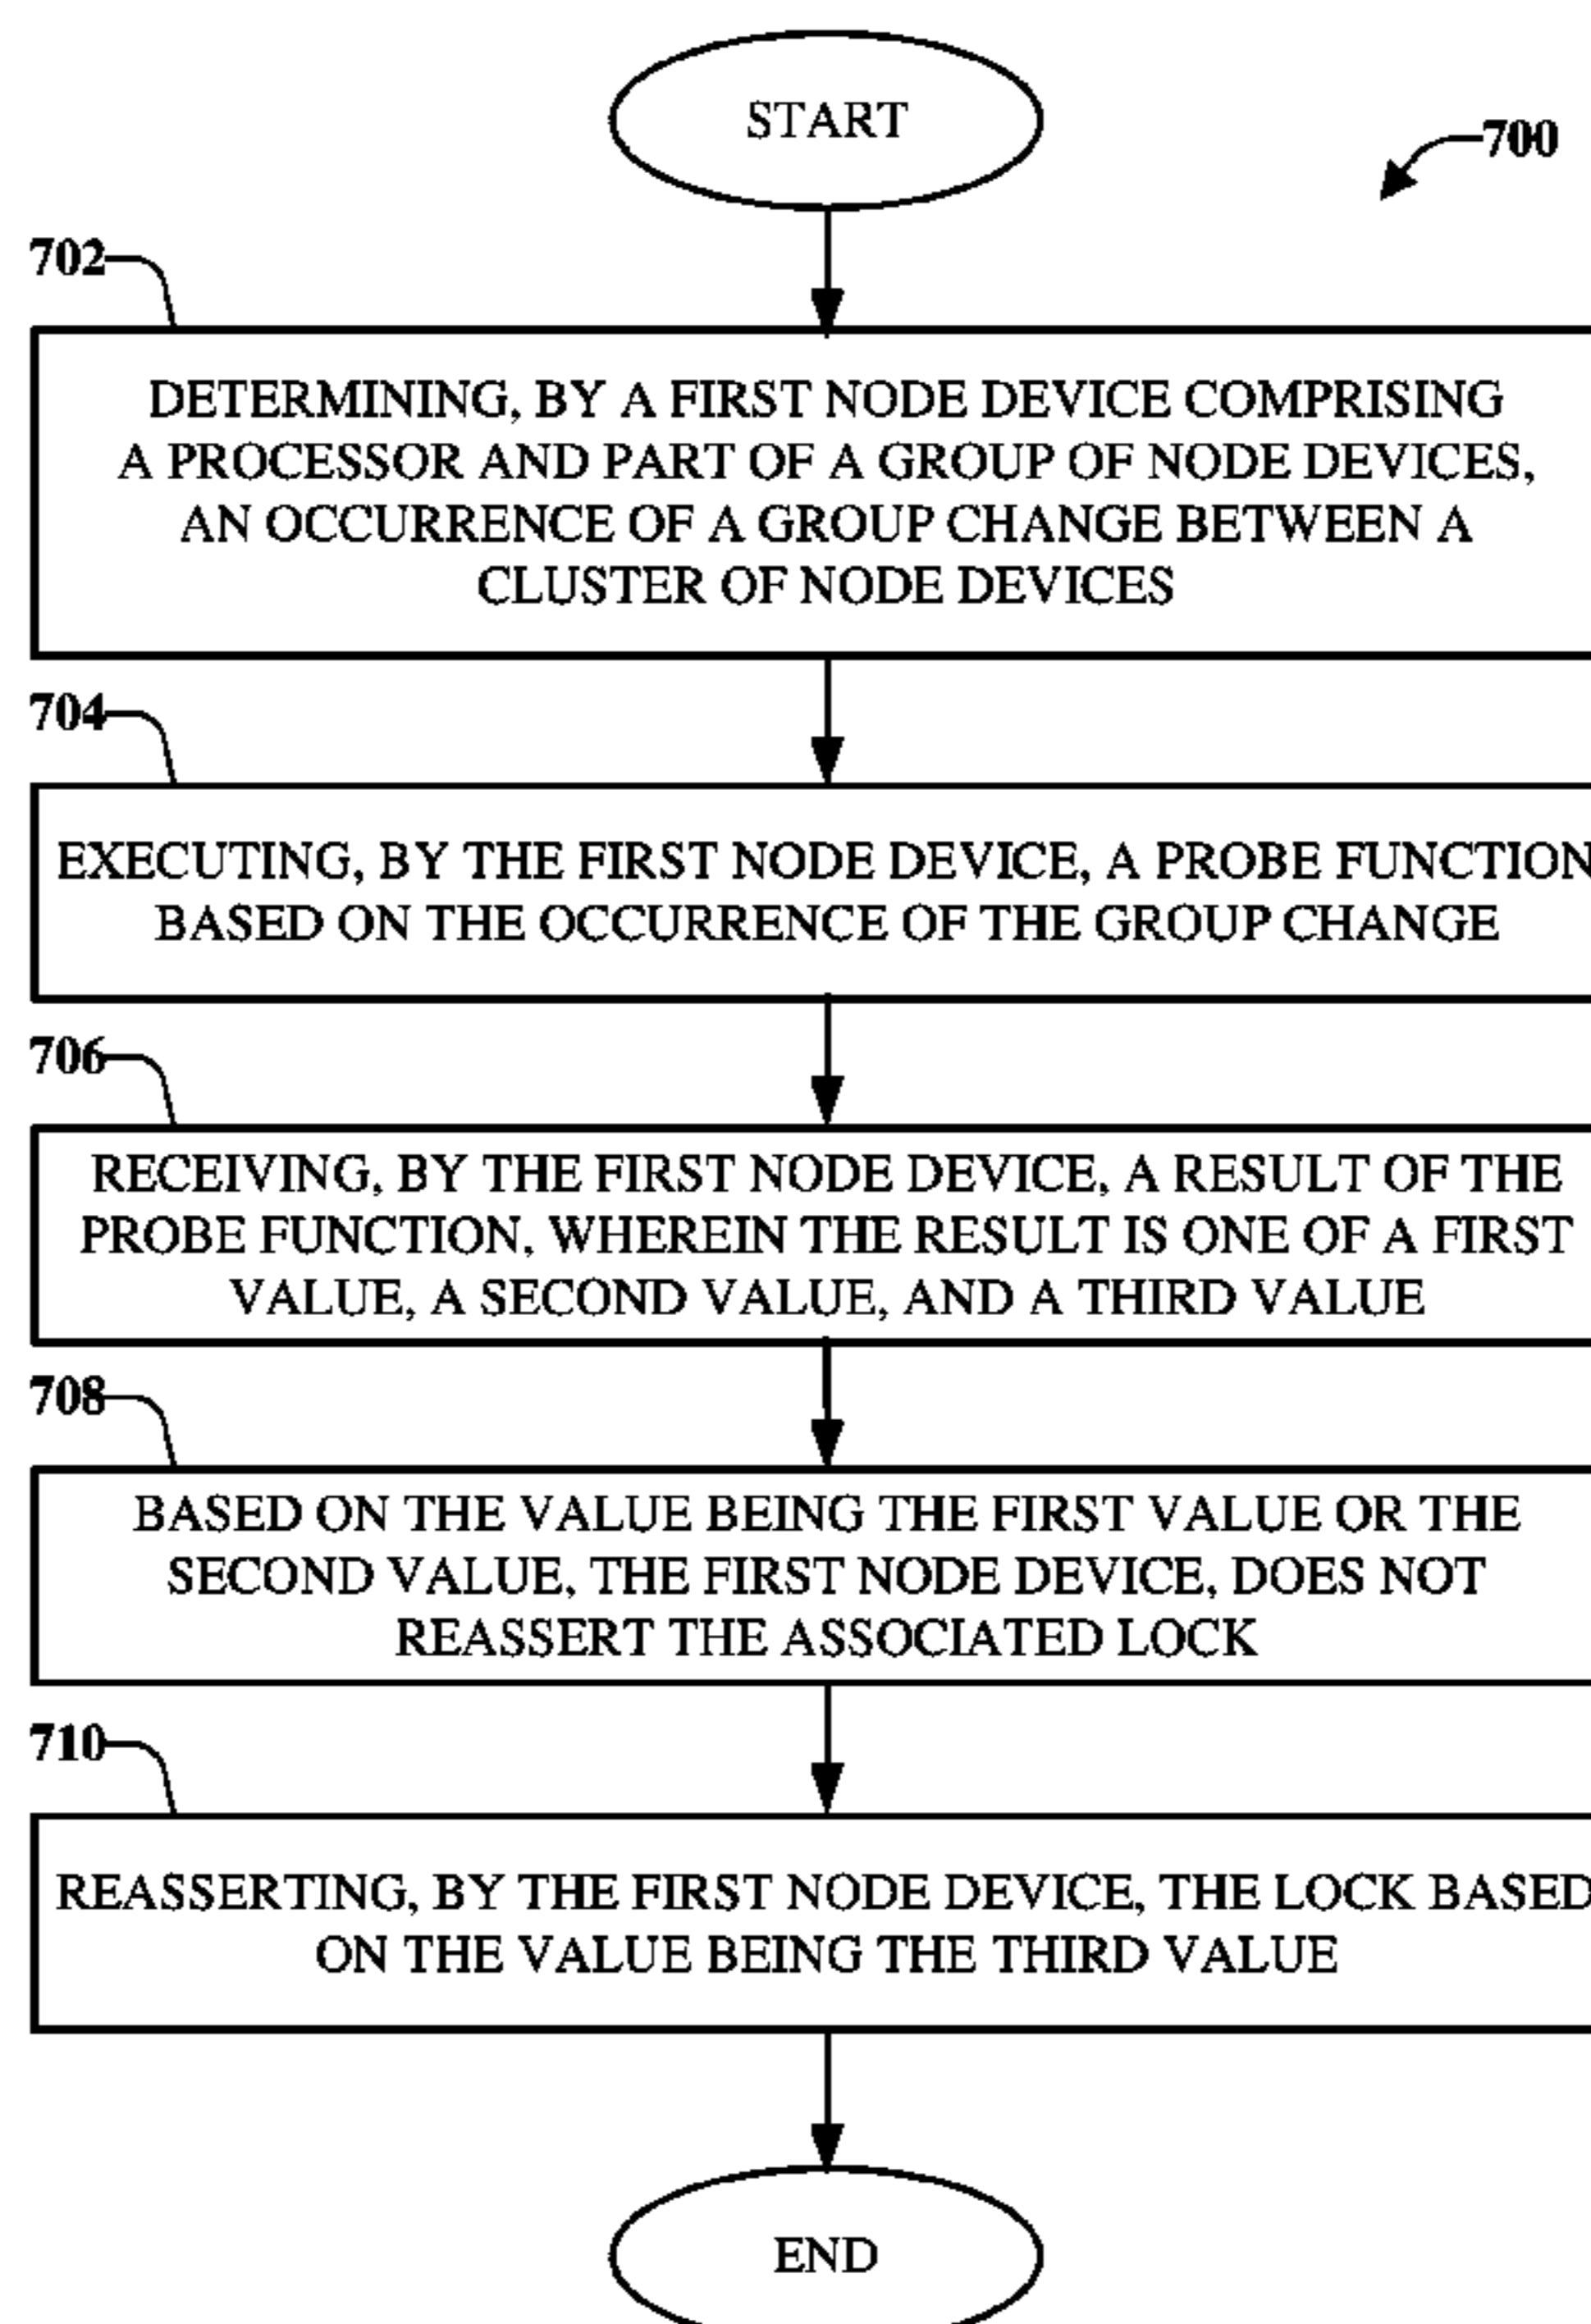 START
700
702
DETERMINING, BY A FIRST NODE DEVICE COMPRISING
A PROCESSOR AND PART OF A GROUP OF NODE DEVICES,
AN OCCURRENCE OF A GROUP CHANGE BETWEEN A
CLUSTER OF NODE DEVICES
704
EXECUTING, BY THE FIRST NODE DEVICE, A PROBE FUNCTION
BASED ON THE OCCURRENCE OF THE GROUP CHANGE
706
RECEIVING, BY THE FIRST NODE DEVICE, A RESULT OF THE
PROBE FUNCTION, WHEREIN THE RESULT IS ONE OF A FIRST
VALUE, A SECOND VALUE, AND A THIRD VALUE
708
BASED ON THE VALUE BEING THE FIRST VALUE OR THE
SECOND VALUE, THE FIRST NODE DEVICE, DOES NOT
REASSERT THE ASSOCIATED LOCK
710
REASSERTING, BY THE FIRST NODE DEVICE, THE LOCK BASED
ON THE VALUE BEING THE THIRD VALUE
END